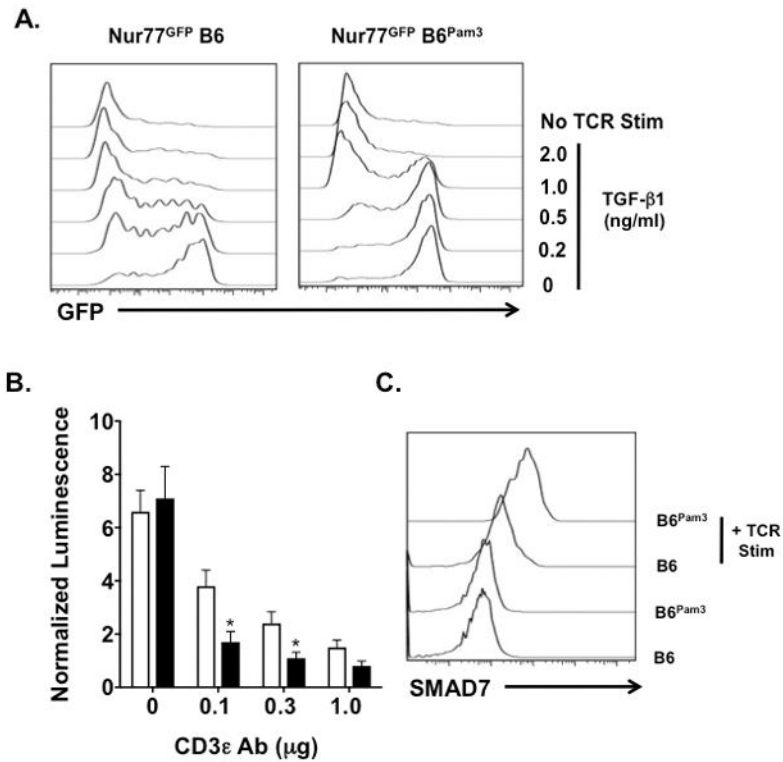 A.
Nur77GFP B6
Nur77GFP B6Pam3
No TCR Stim
2.0
1.0
0.5
0.2
0
TGF-β1
(ng/ml)
GFP
B.
Normalized Luminescence
10
8
6
4
2
0
*
*
0
0.1
0.3
1.0
CD3ε Ab (μg)
C.
B6Pam3
B6
B6Pam3
B6
+ TCR
Stim
SMAD7